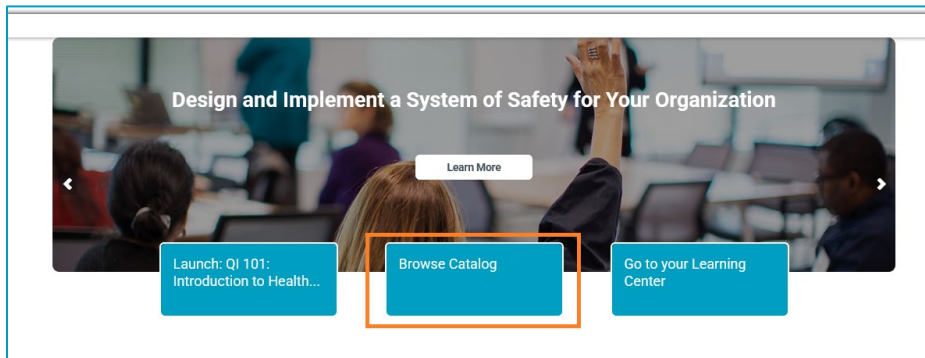 Design and Implement a System of Safety for Your Organization
Learn More
Launch: QI 101:
Introduction to Health...
Browse Catalog
Go to your Learning
Center